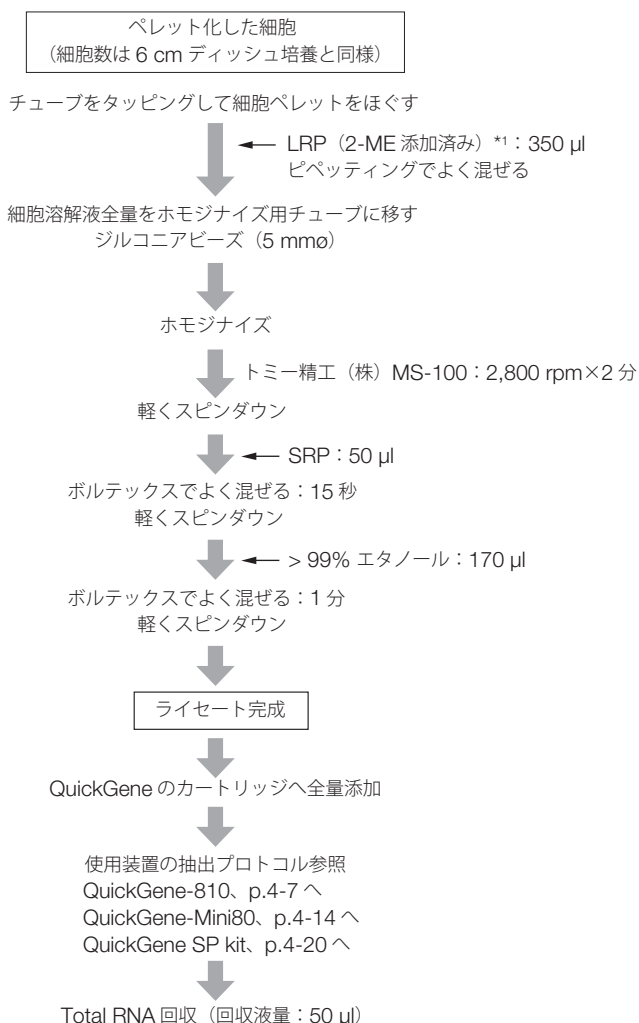 ペレット化した細胞
（細胞数は 6 cm ディッシュ培養と同様）
チューブをタッピングして細胞ペレットをほぐす
LRP（2-ME 添加済み）*1：350 µl
ピペッティングでよく混ぜる
細胞溶解液全量をホモジナイズ用チューブに移す
ジルコニアビーズ（5 mmø）
ホモジナイズ
トミー精工（株）MS-100：2,800 rpm×2 分
軽くスピンダウン
SRP：50 µl
ボルテックスでよく混ぜる：15 秒
軽くスピンダウン
> 99% エタノール：170 µl
ボルテックスでよく混ぜる：1 分
軽くスピンダウン
ライセート完成
QuickGene のカートリッジへ全量添加
使用装置の抽出プロトコル参照
QuickGene-810、p.4-7 へ
QuickGene-Mini80、p.4-14 へ
QuickGene SP kit、p.4-20 へ
Total RNA 回収（回収液量：50 µl）